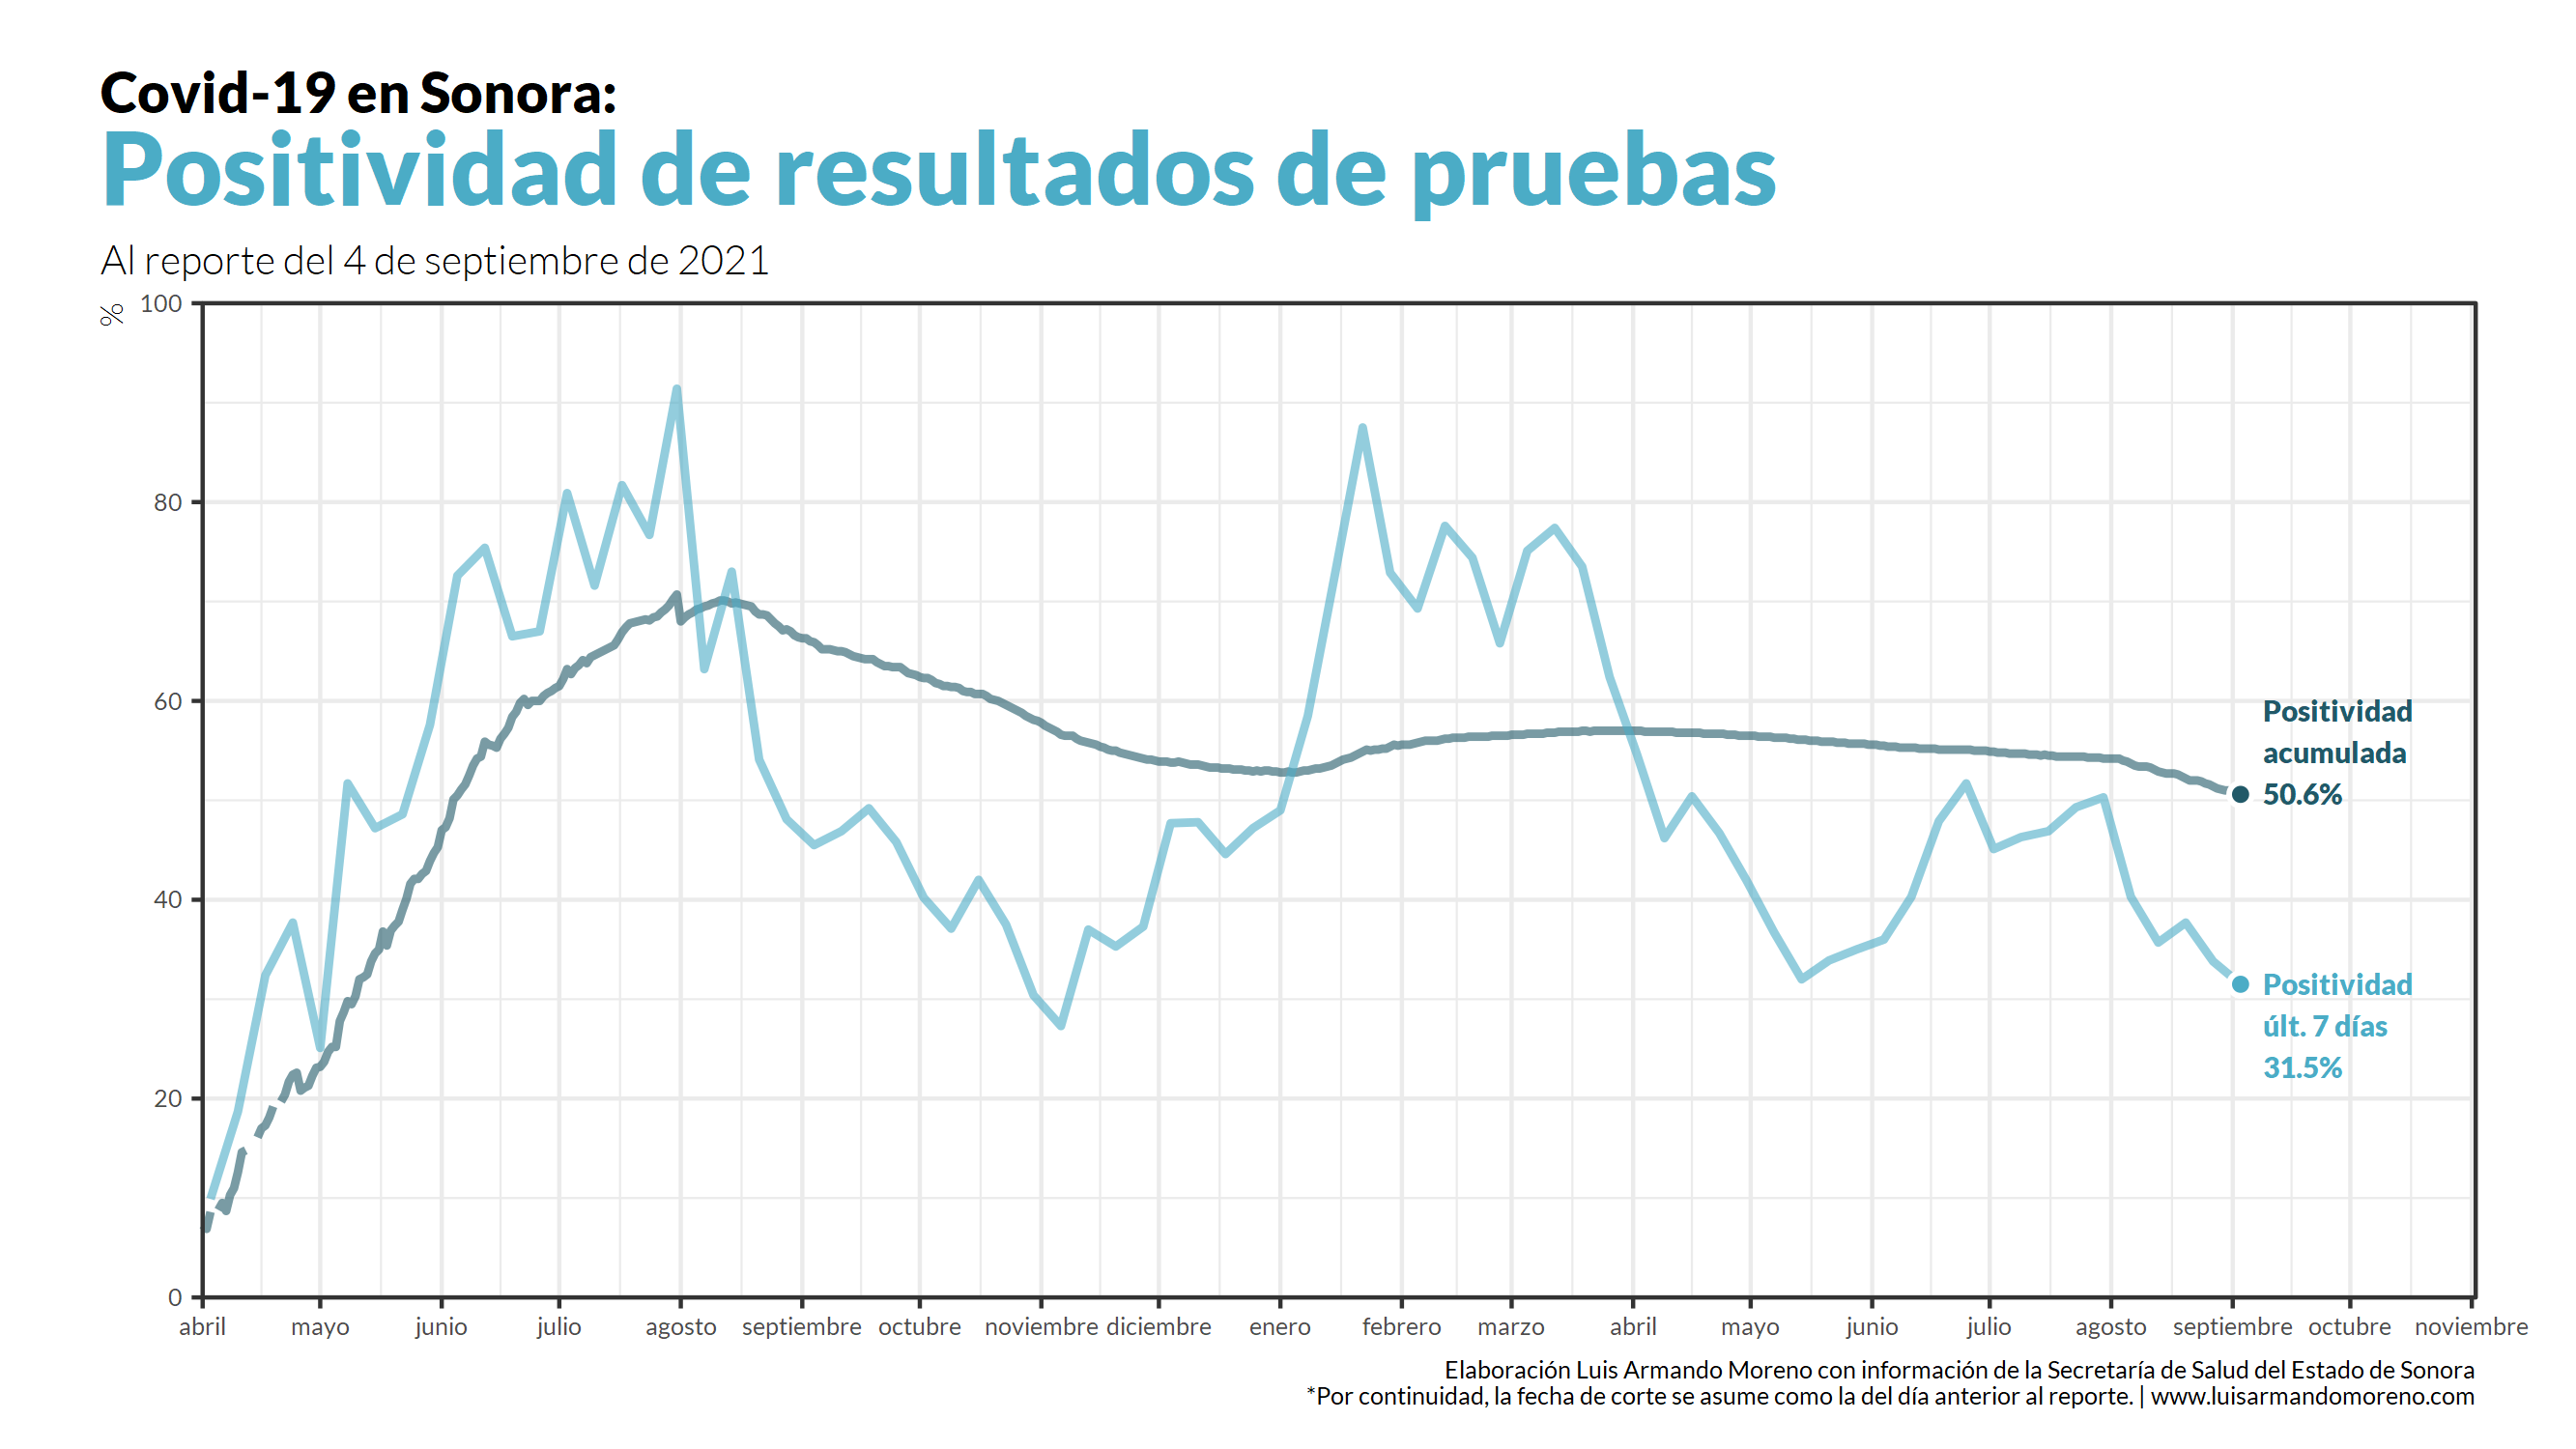 Covid-19 en Sonora:
Positividad de resultados de pruebas
Al reporte del 4 de septiembre de 2021
%
100
80
60
40
20
0
Positividad
acumulada
50.6%
Positividad
últ. 7 días
31.5%
abril mayo junio julio agosto septiembre octubre noviembre diciembre enero febrero marzo abril mayo junio julio agosto septiembre octubre noviembre
Elaboración Luis Armando Moreno con información de la Secretaría de Salud del Estado de Sonora
*Por continuidad, la fecha de corte se asume como la del día anterior al reporte. | www.luisarmandomoreno.com